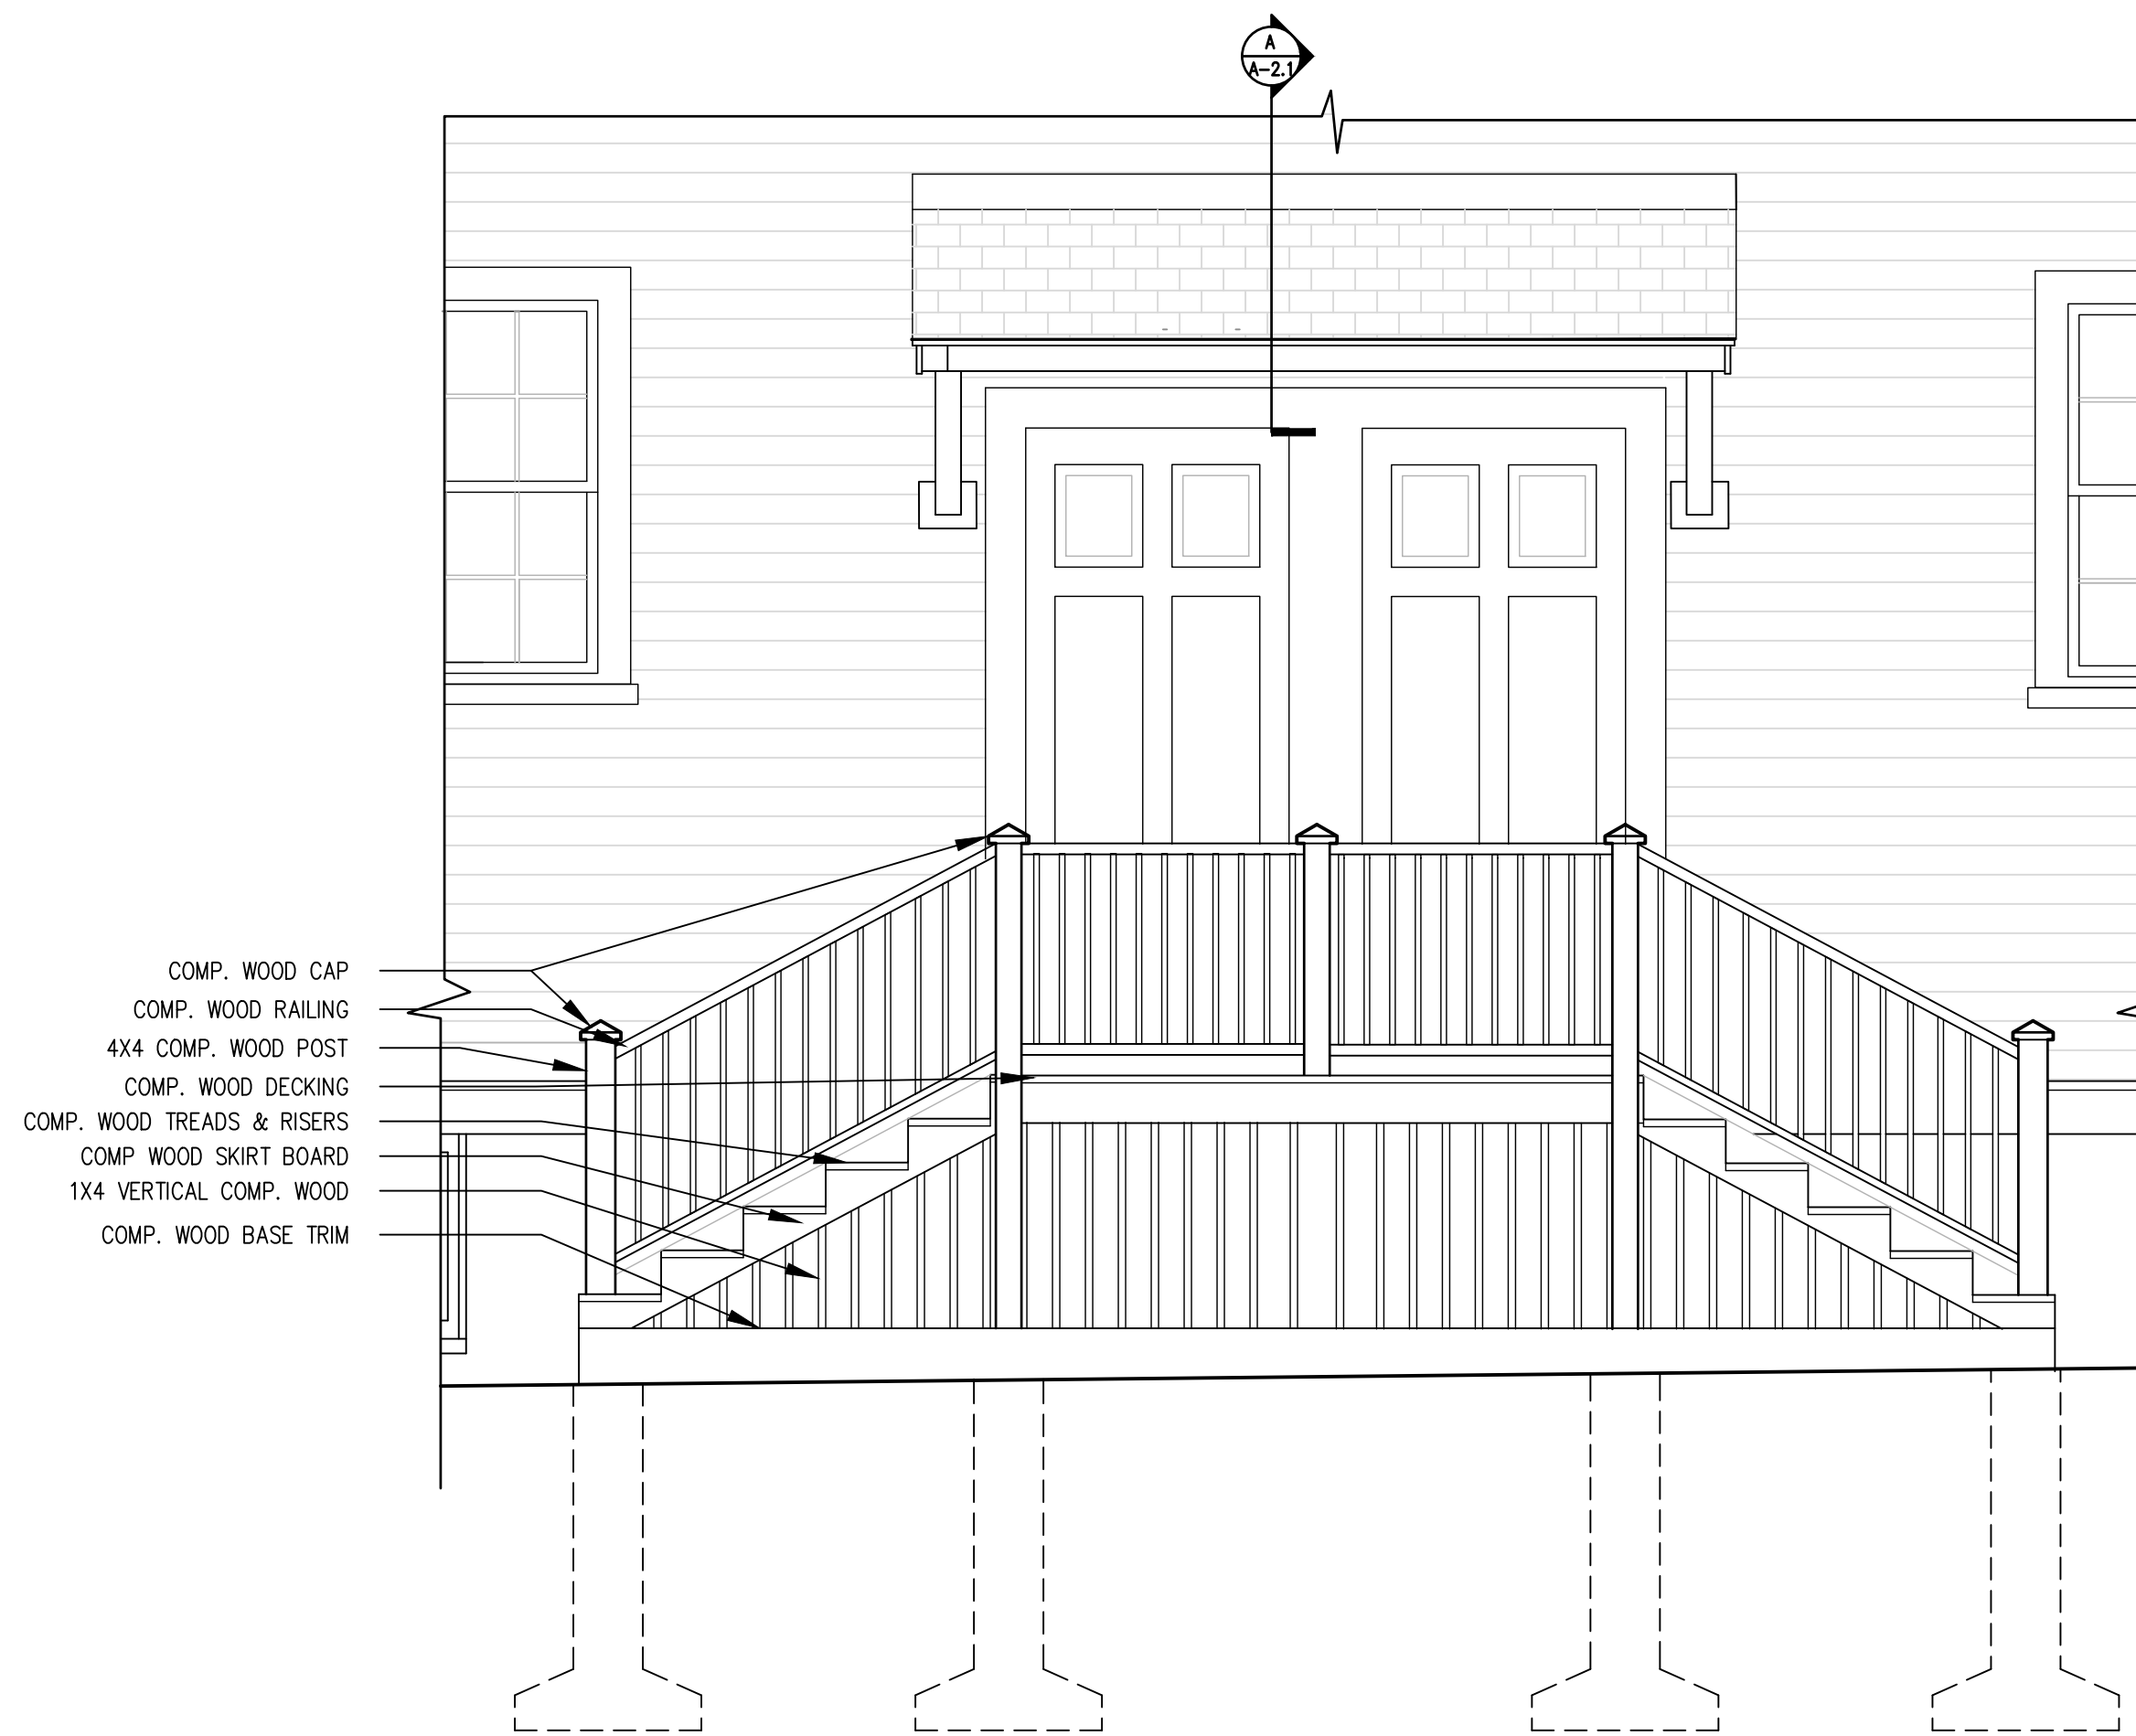 A
A-2.1
COMP. WOOD CAP
COMP. WOOD RAILING
4X4 COMP. WOOD POST
COMP. WOOD DECKING
COMP. WOOD TREADS & RISERS
COMP WOOD SKIRT BOARD
1X4 VERTICAL COMP. WOOD
COMP. WOOD BASE TRIM